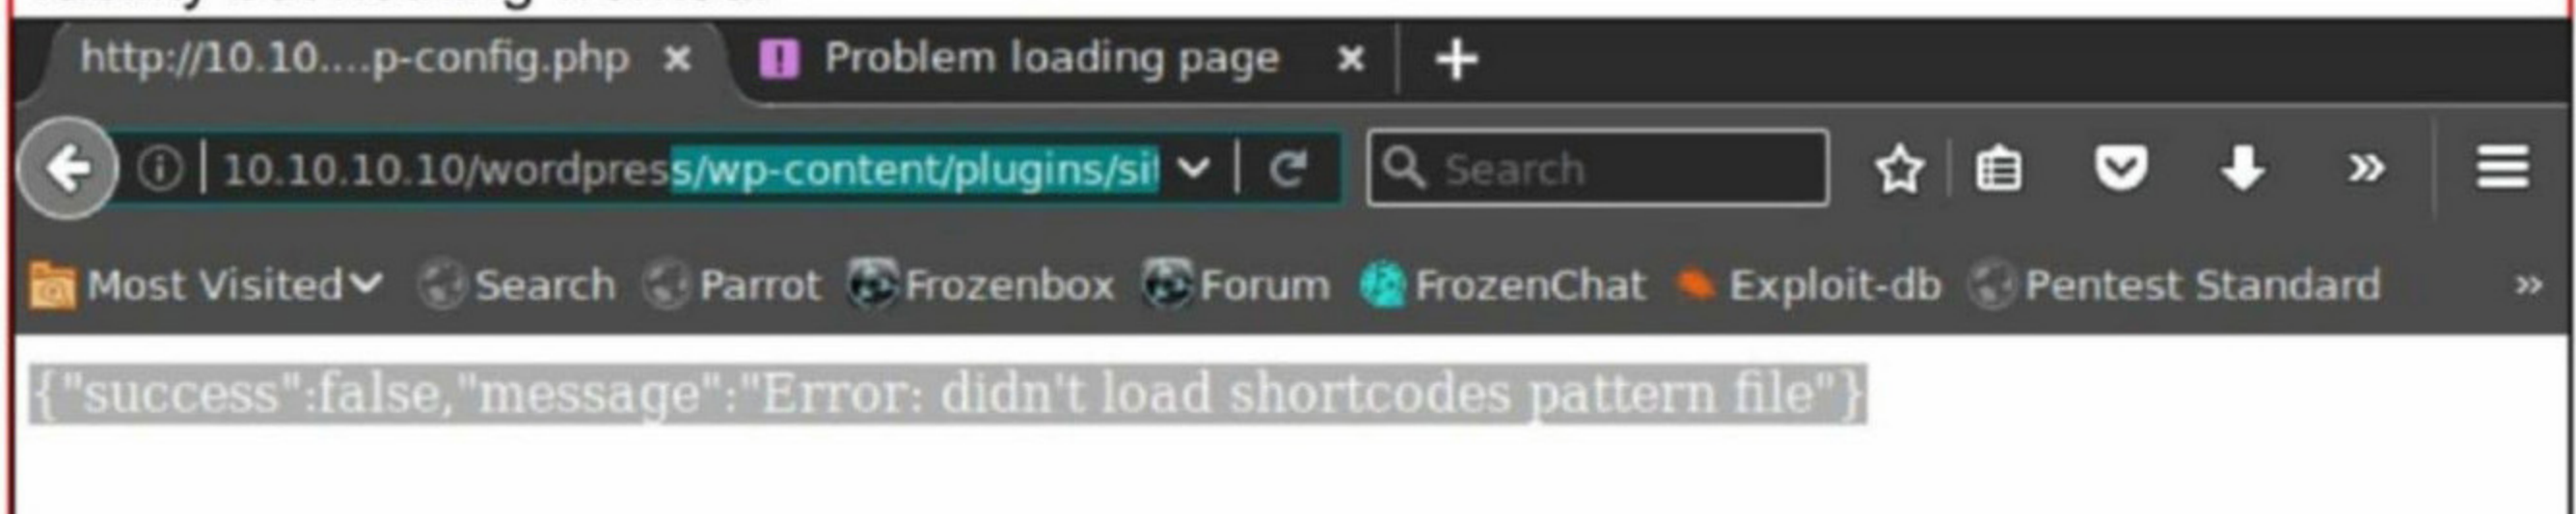 http://10.10....p-config.php Problem loading page
10.10.10.10/wordpress/wp-content/plugins/sit Search
Most Visited Search Parrot Frozenbox Forum FrozenChat Exploit-db Pentest Standard
{"success":false,"message":"Error: didn't load shortcodes pattern file"}